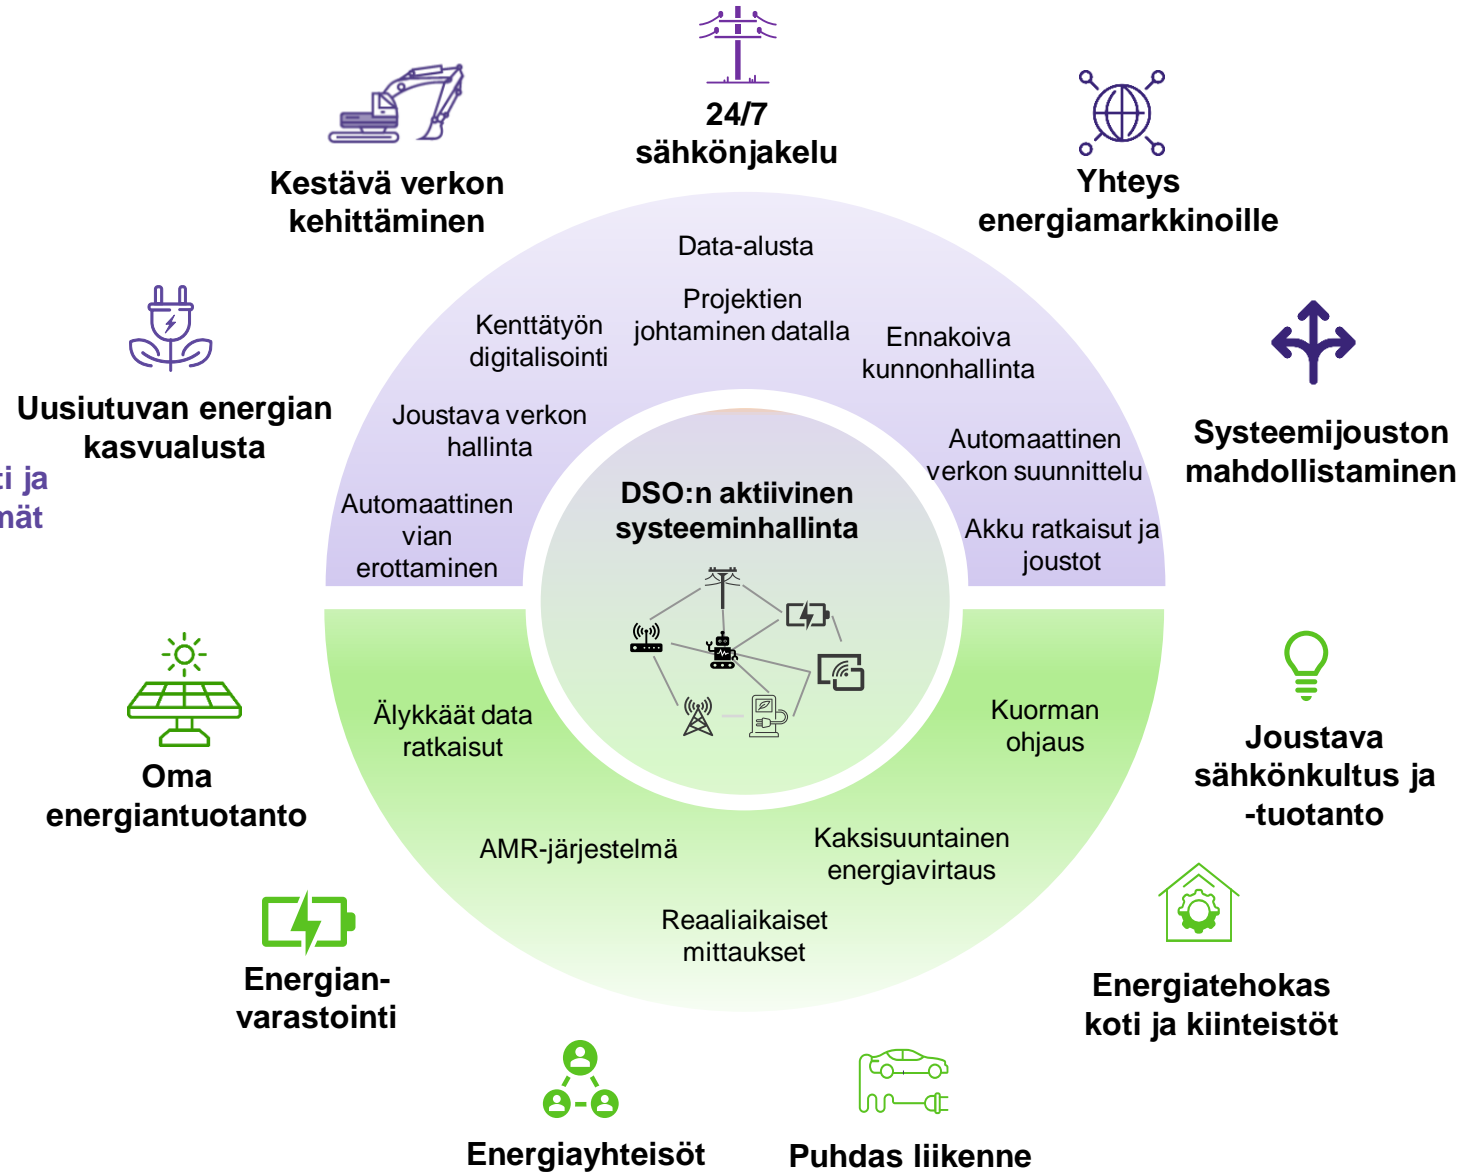 24/7
sähkönjakelu
Kestävä verkon
kehittäminen
Yhteys
energiamarkkinoille
Uusiutuvan energian
kasvualusta
ti ja
mät
Systeemijouston
mahdollistaminen
Data-alusta
Projektien
johtaminen datalla
Kenttätyön
digitalisointi
Ennakoiva
kunnonhallinta
Joustava verkon
hallinta
Automaattinen
verkon suunnittelu
Automaattinen
vian
erottaminen
Akku ratkaisut ja
joustot
DSO:n aktiivinen
systeeminhallinta
Älykkäät data
ratkaisut
Kuorman
ohjaus
AMR-järjestelmä
Kaksisuuntainen
energiavirtaus
Reaaliaikaiset
mittaukset
Oma
energiantuotanto
Joustava
sähkönkultus ja
-tuotanto
Energian-
varastointi
Energiatehokas
koti ja kiinteistöt
Energiayhteisöt
Puhdas liikenne